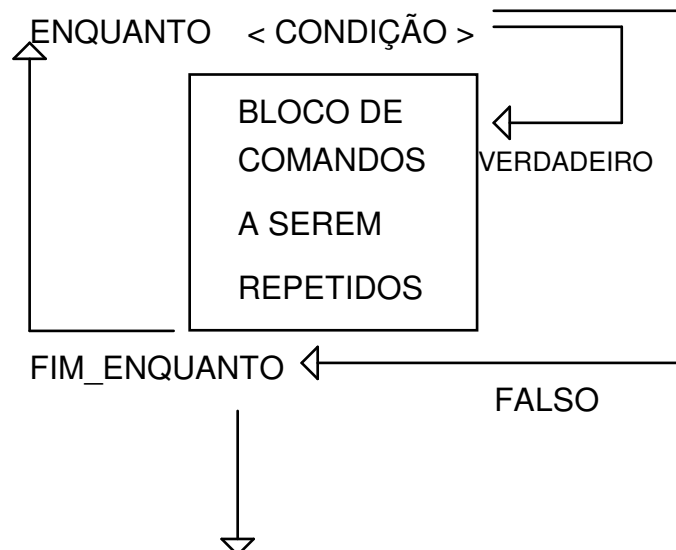 ENQUANTO < CONDIÇÃO >
BLOCO DE
COMANDOS
VERDADEIRO
A SEREM
REPETIDOS
FIM_ENQUANTO
FALSO